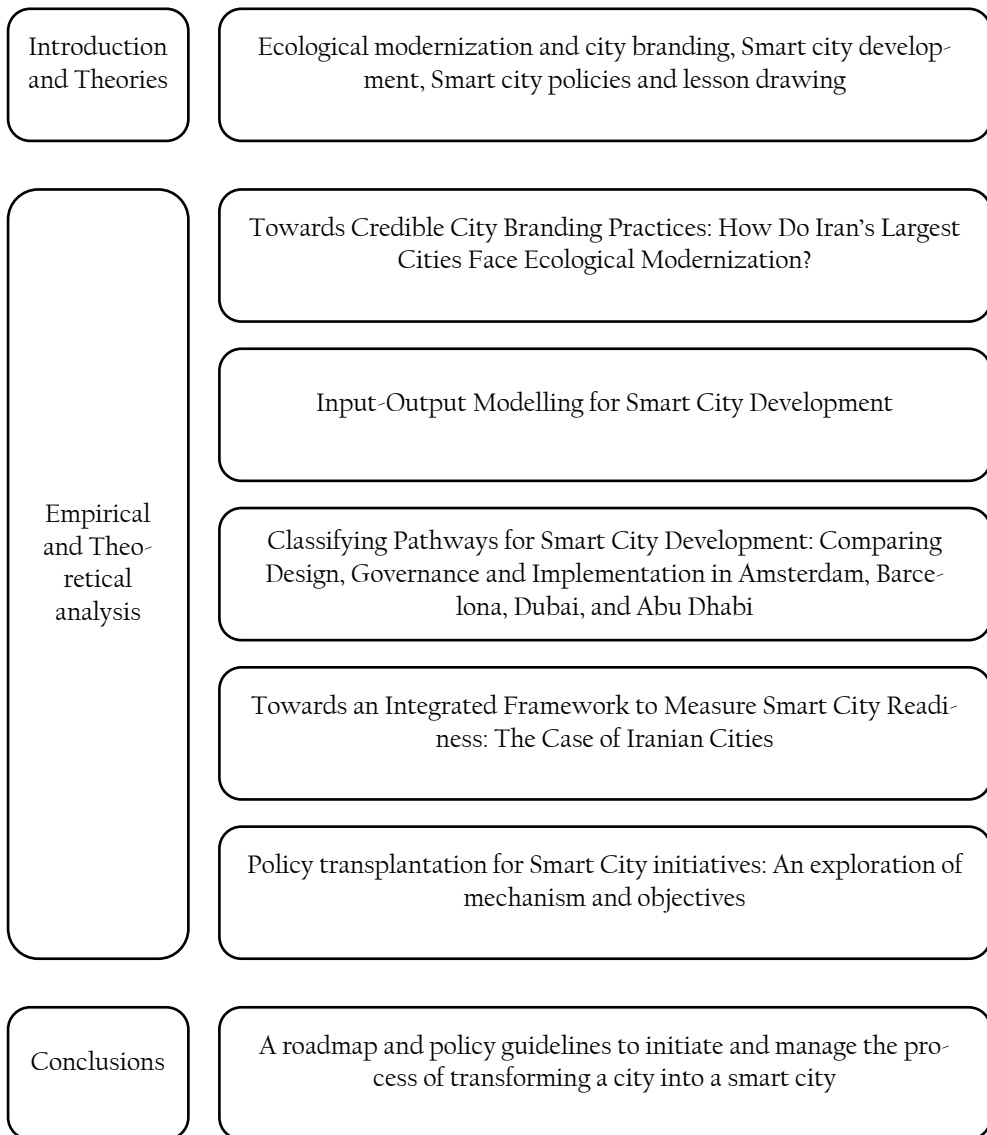 Introduction
and Theories
Ecological modernization and city branding, Smart city develop-
ment, Smart city policies and lesson drawing
Empirical
and Theo-
retical
analysis
Towards Credible City Branding Practices: How Do Iran’s Largest
Cities Face Ecological Modernization?
Input-Output Modelling for Smart City Development
Classifying Pathways for Smart City Development: Comparing
Design, Governance and Implementation in Amsterdam, Barce-
lona, Dubai, and Abu Dhabi
Towards an Integrated Framework to Measure Smart City Readi-
ness: The Case of Iranian Cities
Policy transplantation for Smart City initiatives: An exploration of
mechanism and objectives
Conclusions
A roadmap and policy guidelines to initiate and manage the pro-
cess of transforming a city into a smart city